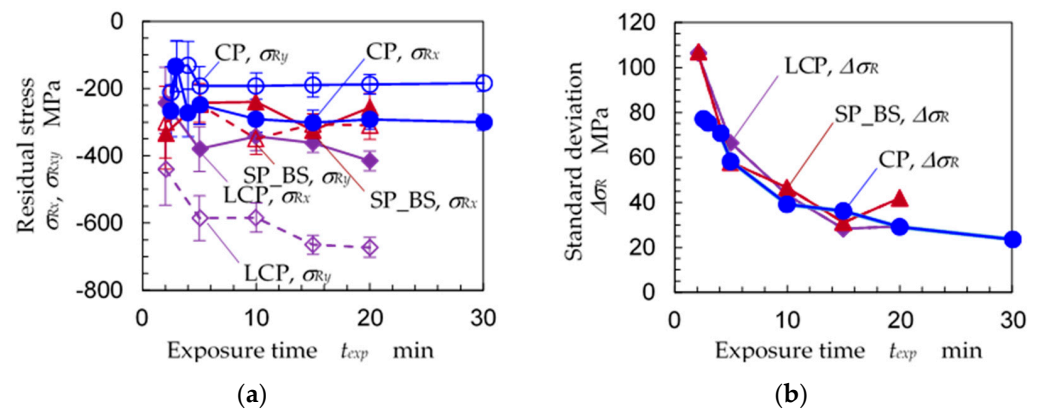 0
-200
-400
-600
-800
Residual stress
σRx, σRxy MPa
CP, σRy
CP, σRx
SP_BS, σRy
LCP, σRx
SP_BS, σRx
LCP, σRy
0 10 20 30
Exposure time texp min
(a)
120
100
80
60
40
20
0
Standard deviation
ΔσR MPa
LCP, ΔσR
SP_BS, ΔσR
CP, ΔσR
0 10 20 30
Exposure time texp min
(b)